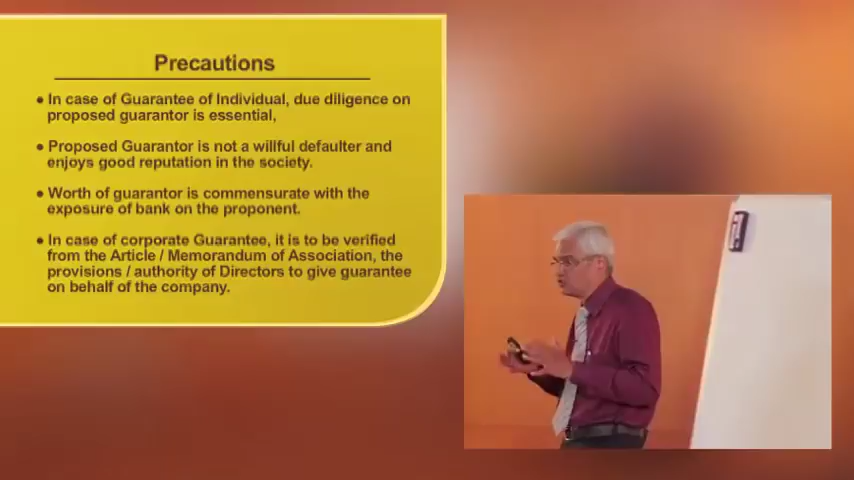 Precautions
● In case of Guarantee of Individual, due diligence on
proposed guarantor is essential,
● Proposed Guarantor is not a willful defaulter and
enjoys good reputation in the society.
● Worth of guarantor is commensurate with the
exposure of bank on the proponent.
● In case of corporate Guarantee, it is to be verified
from the Article / Memorandum of Association, the
provisions / authority of Directors to give guarantee
on behalf of the company.